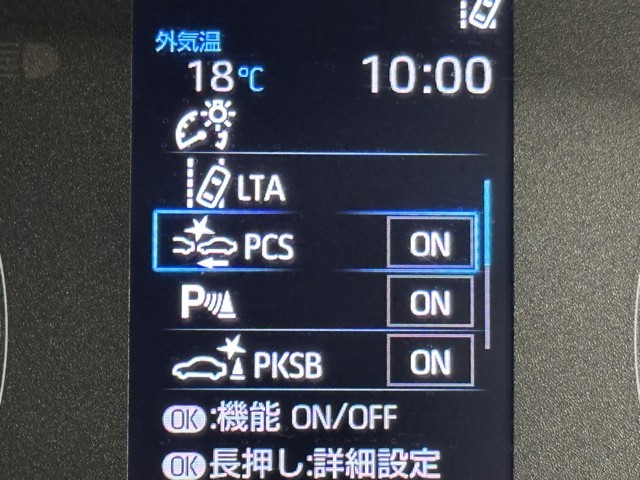 外気温
18℃ 10:00
LTA
PCS ON
P ON
PKSB ON
OK:機能 ON/OFF
OK長押し:詳細設定